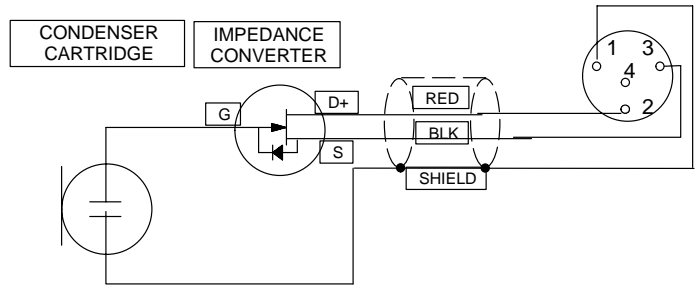 CONDENSER
CARTRIDGE
IMPEDANCE
CONVERTER
G
D+
S
RED
BLK
SHIELD
1 3
4
2